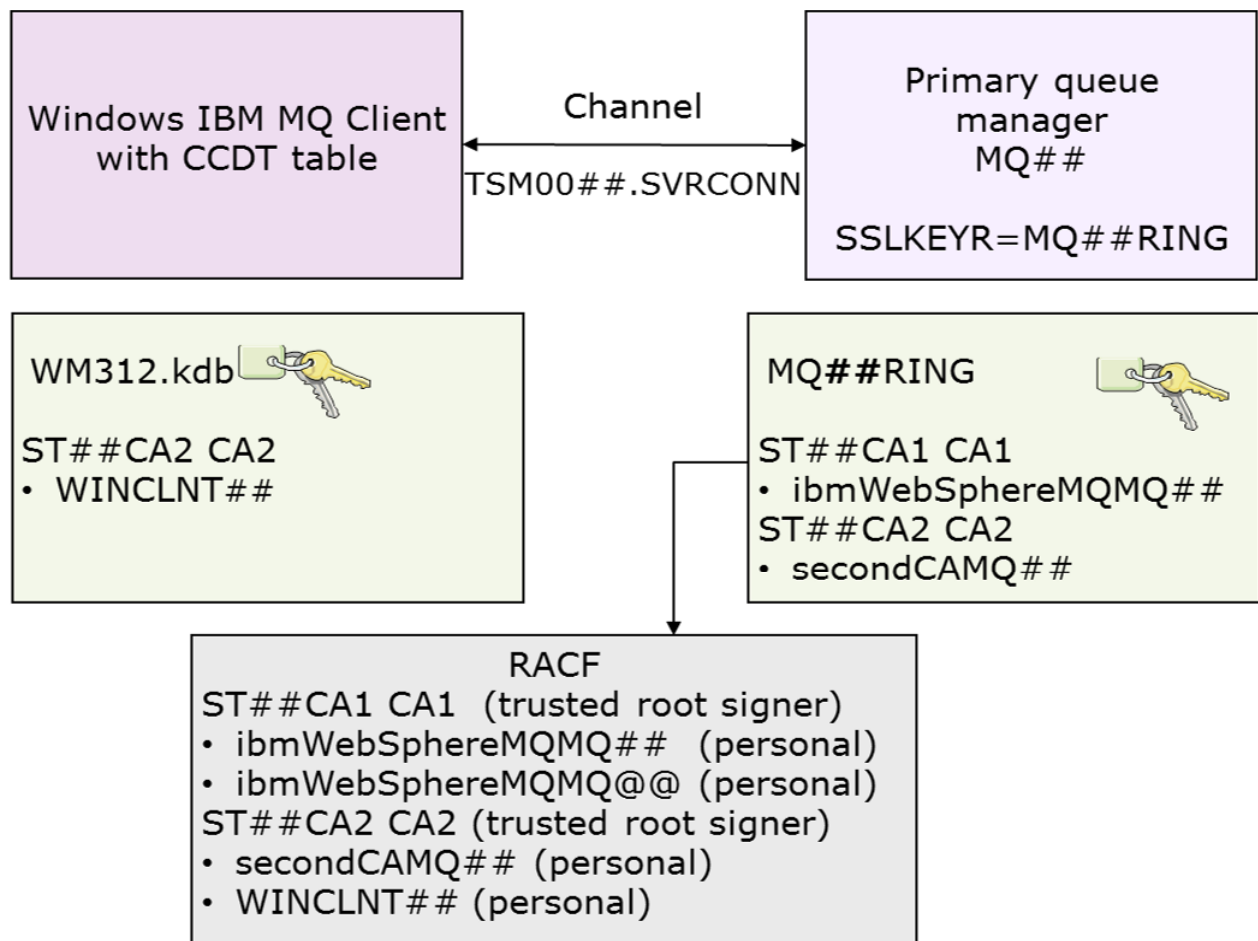 Windows IBM MQ Client
with CCDT table
Channel
TSM00##.SVRCONN
Primary queue
manager
MQ##
SSLKEYR=MQ##RING
WM312.kdb
ST##CA2 CA2
• WINCLNT##
MQ##RING
ST##CA1 CA1
• ibmWebSphereMQMQ##
ST##CA2 CA2
• secondCAMQ##
RACF
ST##CA1 CA1 (trusted root signer)
• ibmWebSphereMQMQ## (personal)
• ibmWebSphereMQMQ@@ (personal)
ST##CA2 CA2 (trusted root signer)
• secondCAMQ## (personal)
• WINCLNT## (personal)